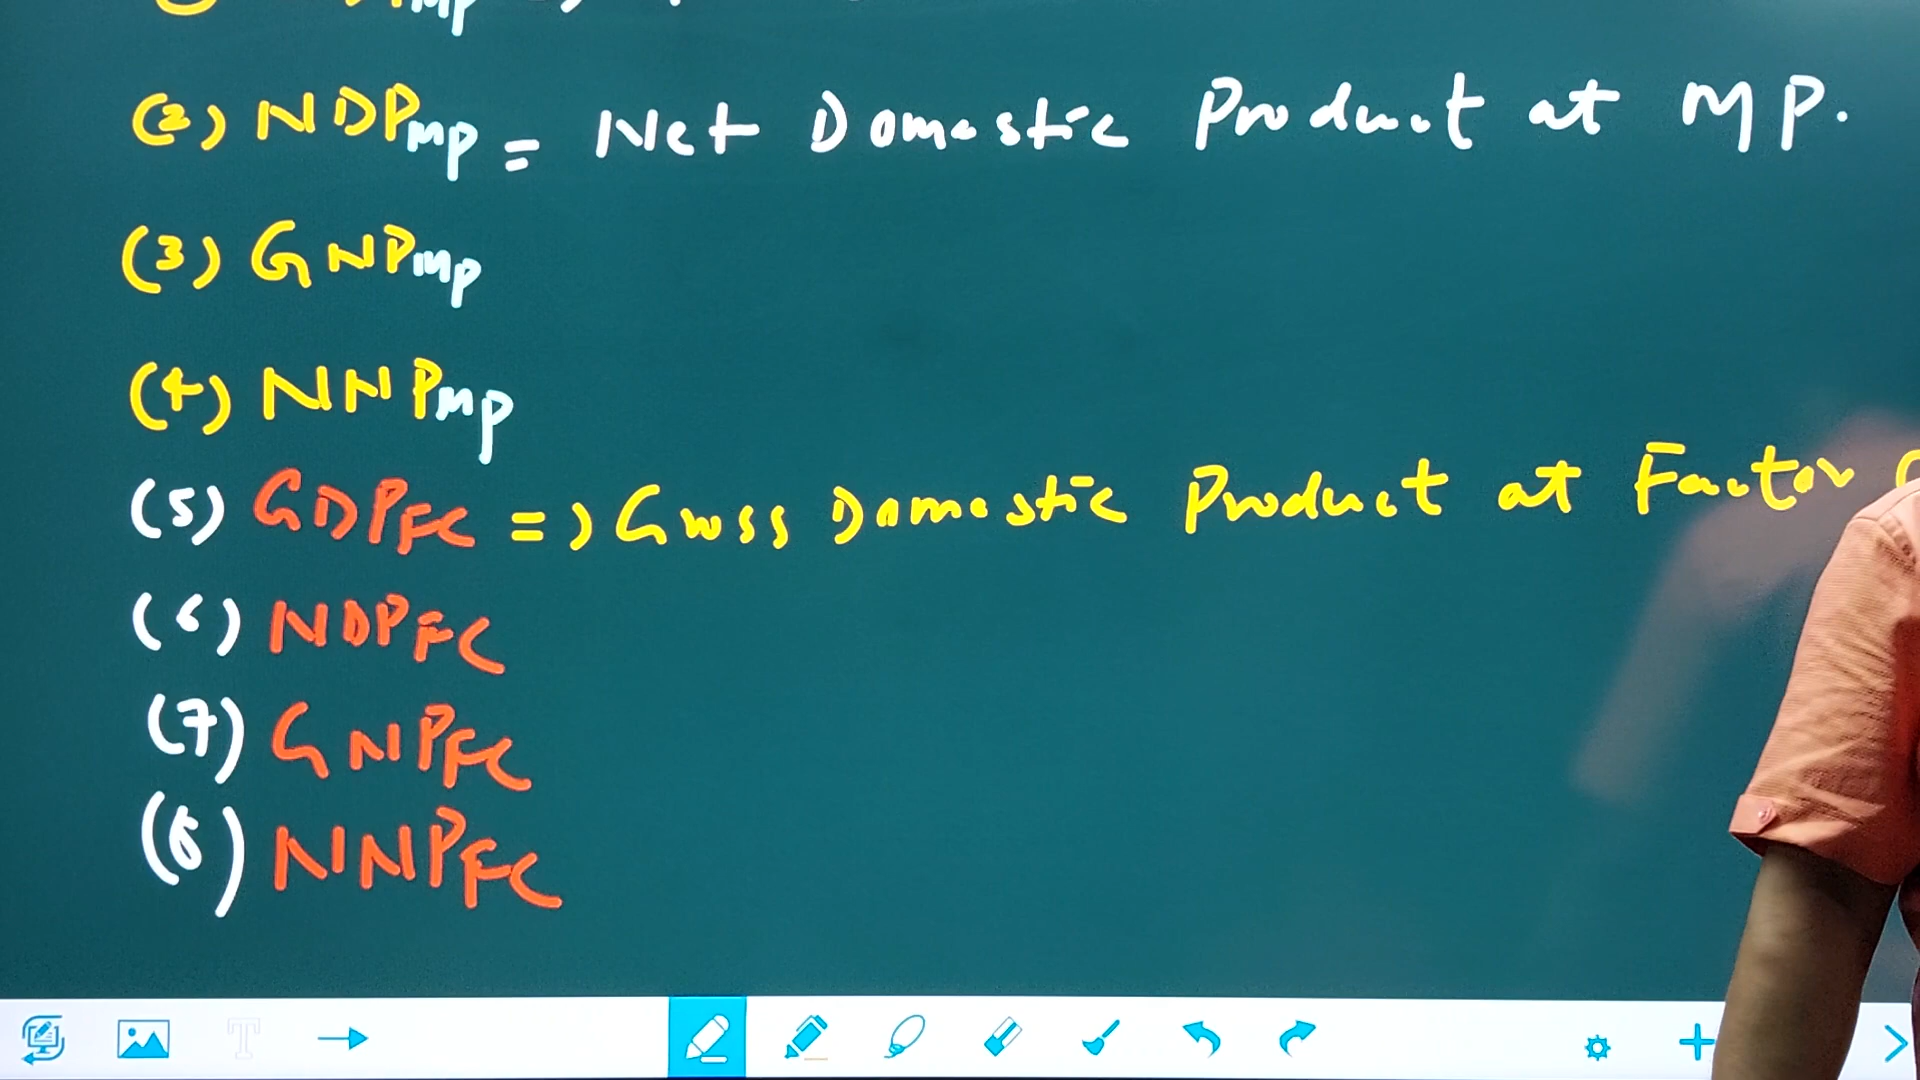 (2) NDPMP = Net Domestic Product at MP.
(3) GNPMP
(4) NNPMP
(5) GDPFC => Gross Domestic Product at Factor
(6) NDPFC
(7) GNPFC
(8) NNPFC